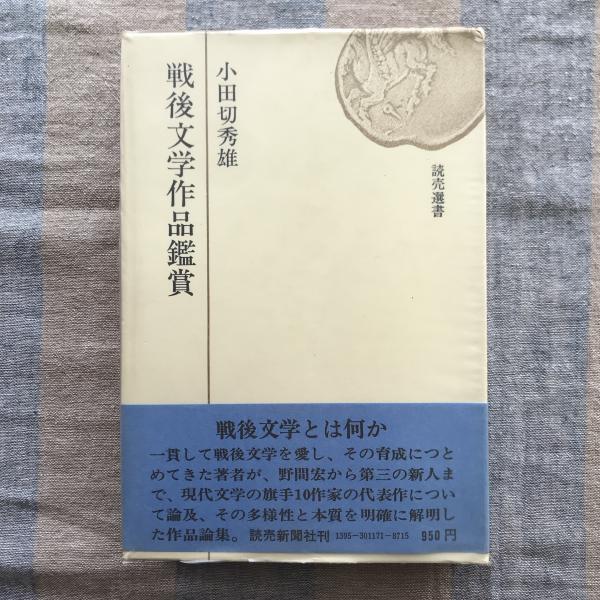 戦後文学作品鑑賞
小田切秀雄
読売選書
戦後文学とは何か
一貫して戦後文学を愛し、その育成につと
めてきた著者が、野間宏から第三の新人ま
で、現代文学の旗手10作家の代表作につい
て論及、その多様性と本質を明確に解明し
た作品論集。 読売新聞社刊 1395-301171-8715 950円